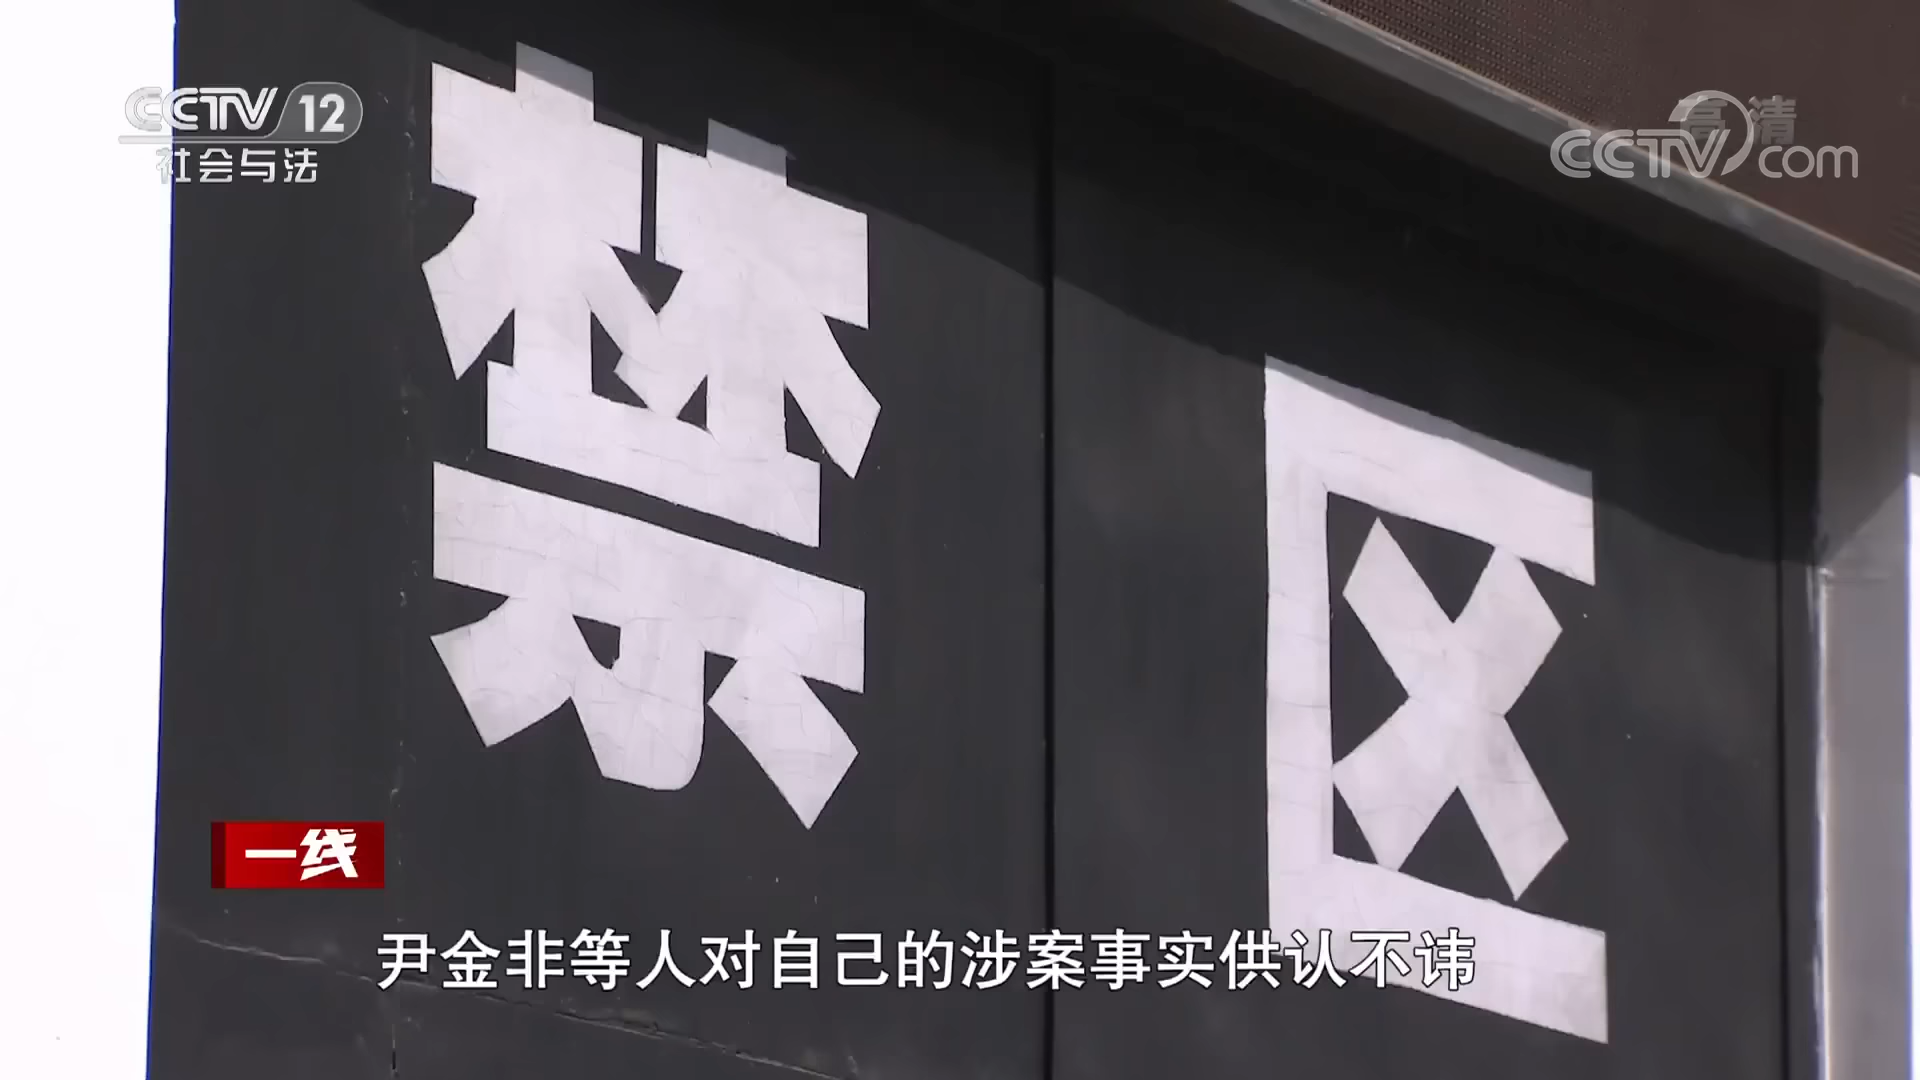 CCTV 12
社会与法
高清
CCTV.com
禁区
一线
尹金非等人对自己的涉案事实供认不讳